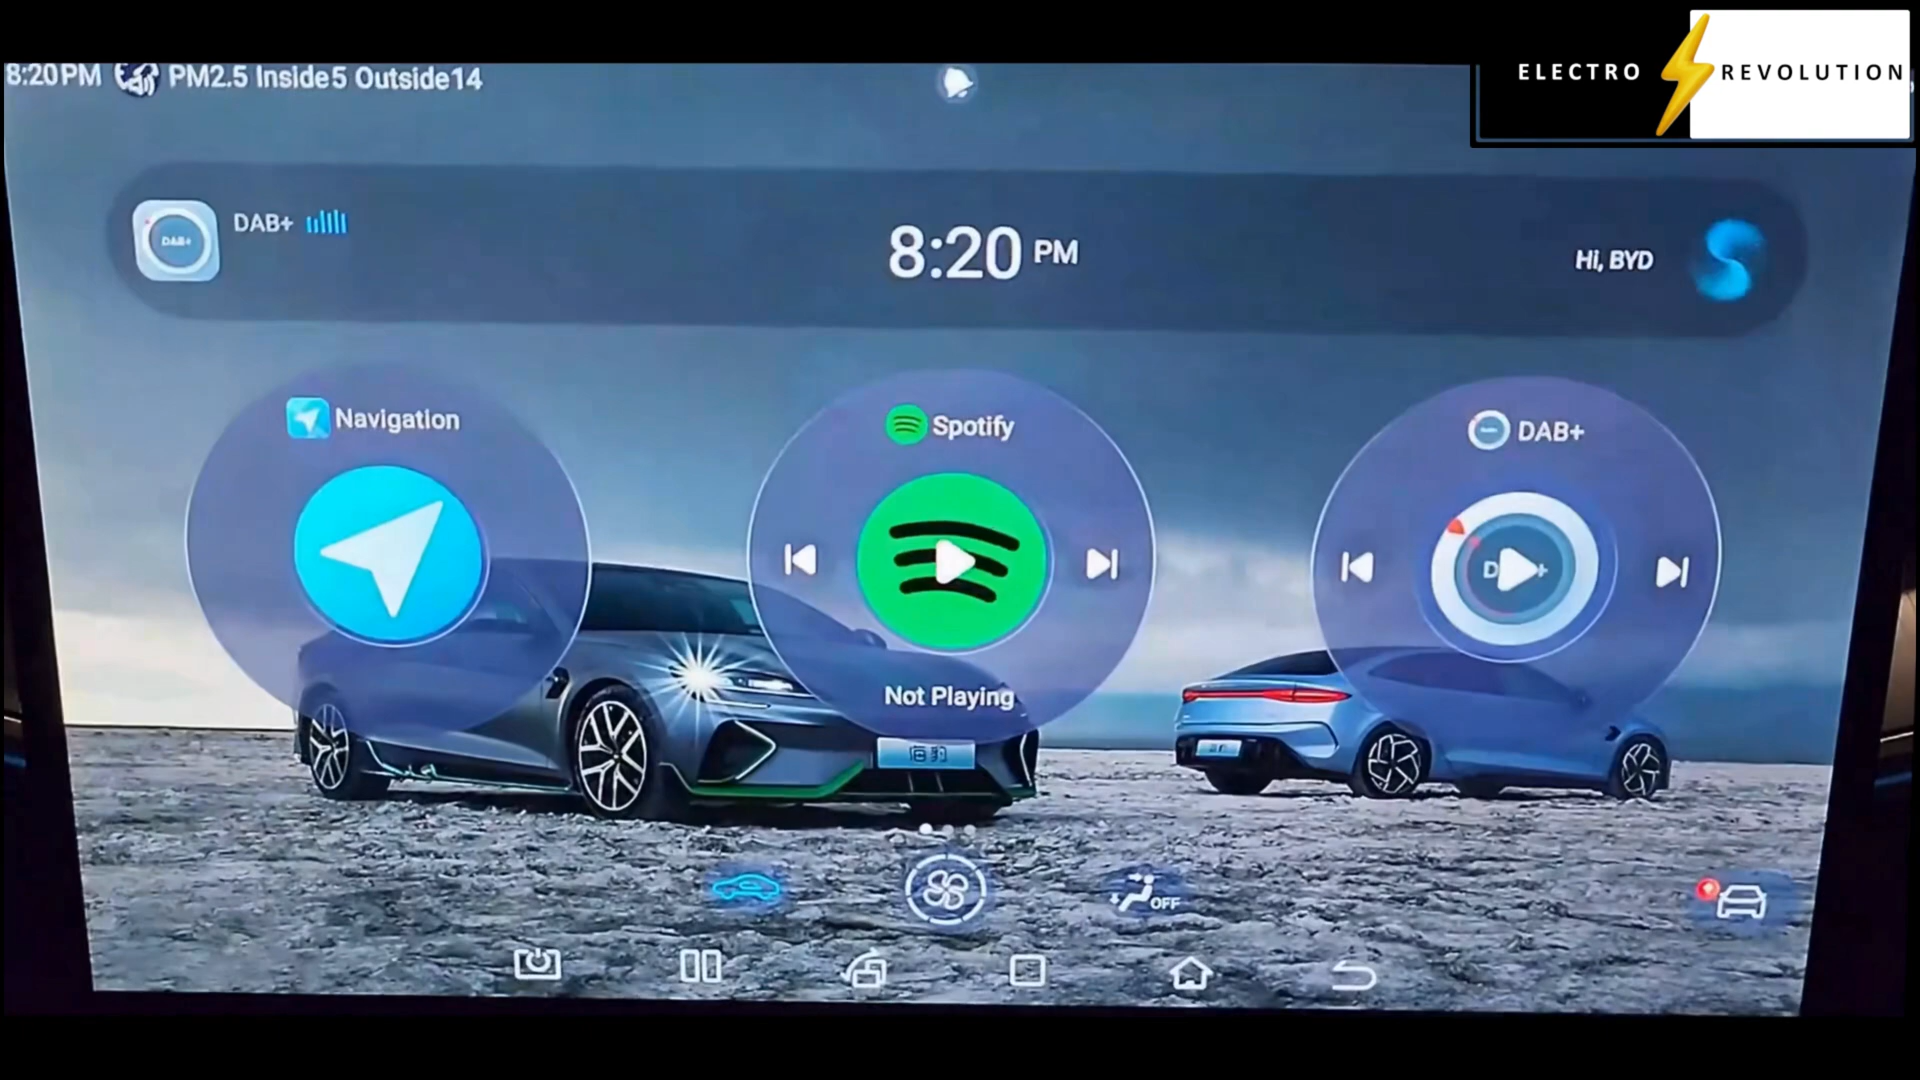 ELECTRO REVOLUTION
8:20PM PM2.5 Inside5 Outside14
DAB+
DAB+
8:20 PM
Hi, BYD
Navigation
Spotify
DAB+
Not Playing
OFF